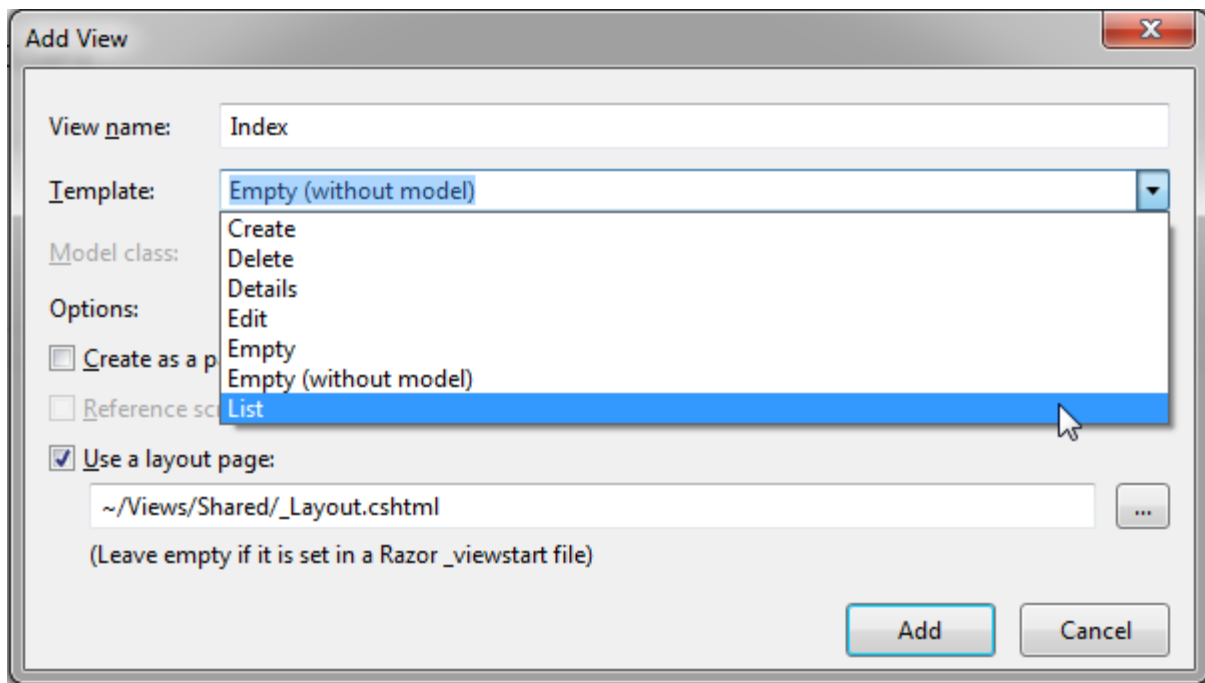 Add View
View name: Index
Template: Empty (without model)
Create
Model class:
Delete
Details
Options:
Edit
Empty
Create as a p
Empty (without model)
Reference sc
List
Use a layout page:
~/Views/Shared/_Layout.cshtml
...
(Leave empty if it is set in a Razor _viewstart file)
Add Cancel